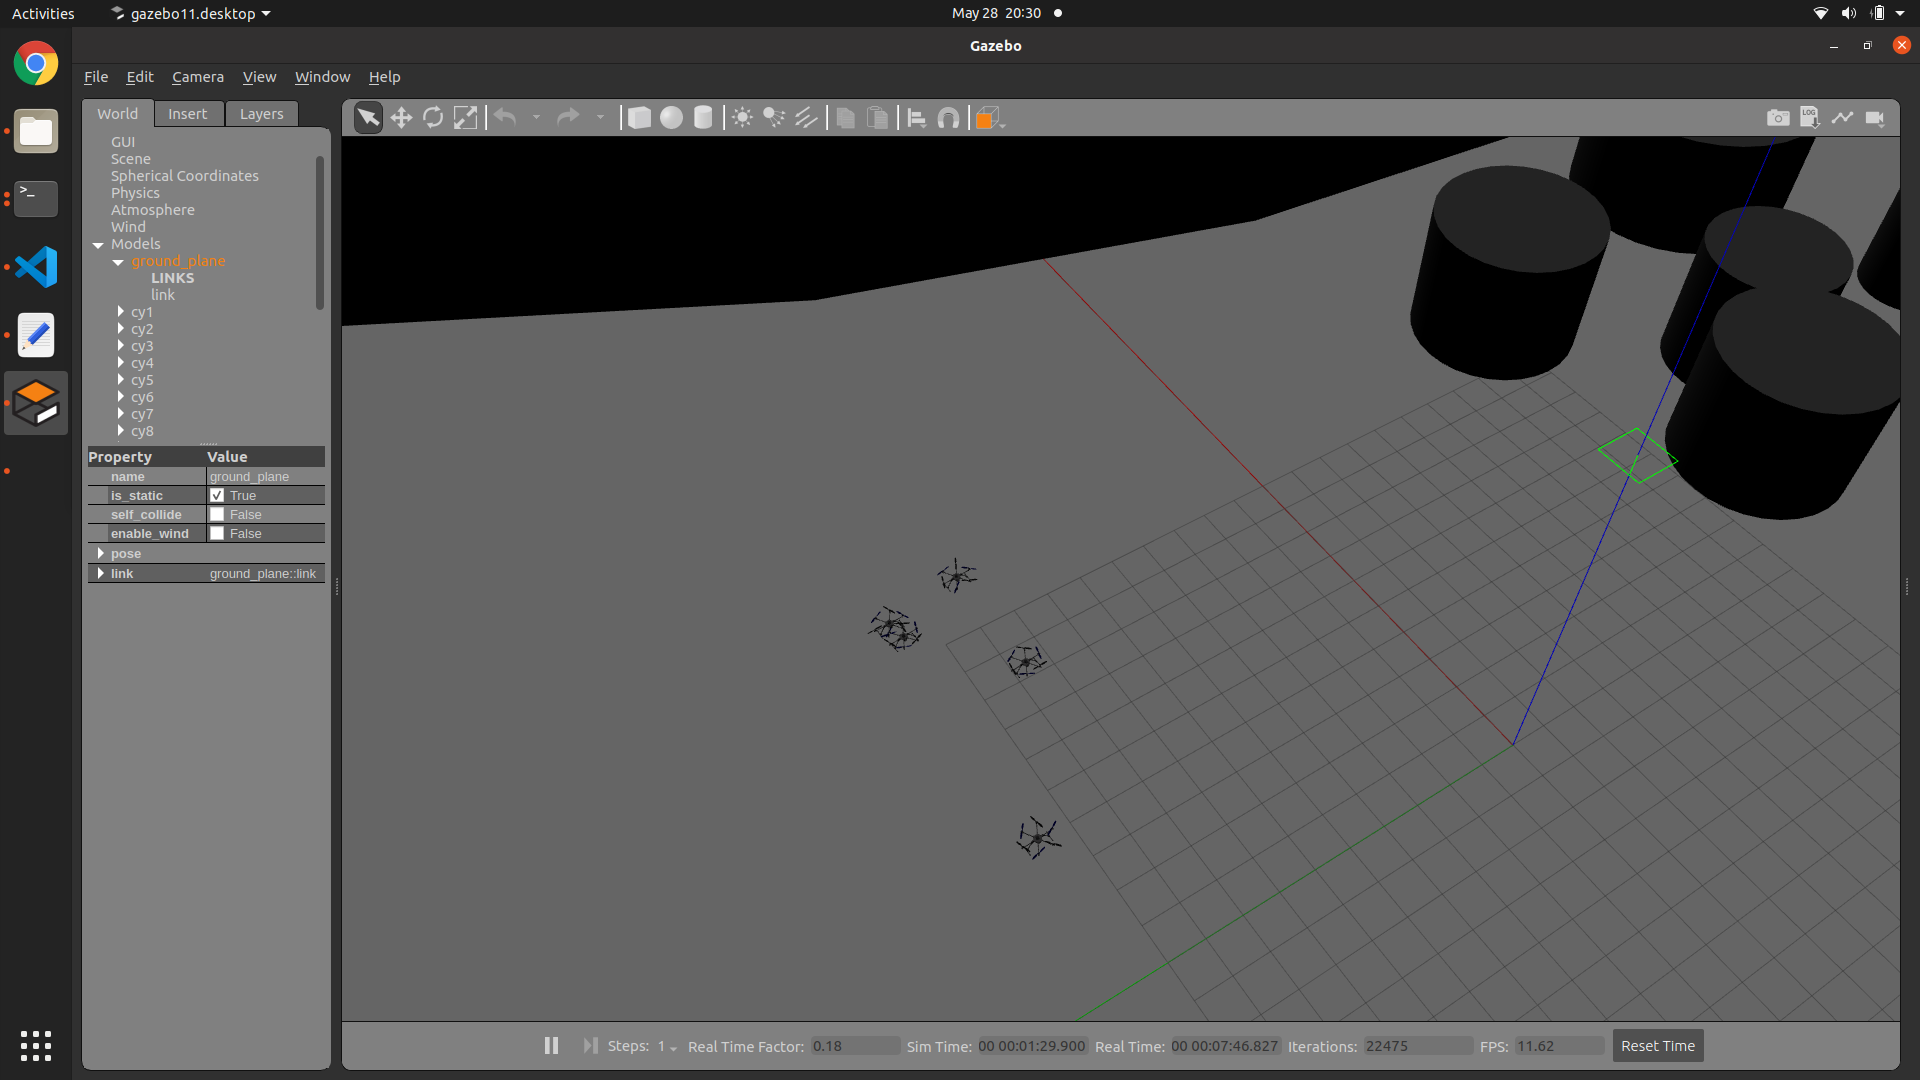 Activities gazebo11.desktop May 28 20:30
Gazebo
File Edit Camera View Window Help
World Insert Layers
GUI
Scene
Spherical Coordinates
Physics
Atmosphere
Wind
Models
ground_plane
LINKS
link
cy1
cy2
cy3
cy4
cy5
cy6
cy7
cy8
Property Value
name ground_plane
is_static True
self_collide False
enable_wind False
pose
link ground_plane::link
LOG
>_
Steps: 1 Real Time Factor: 0.18 Sim Time: 00 00:01:29.900 Real Time: 00 00:07:46.827 Iterations: 22475 FPS: 11.62 Reset Time